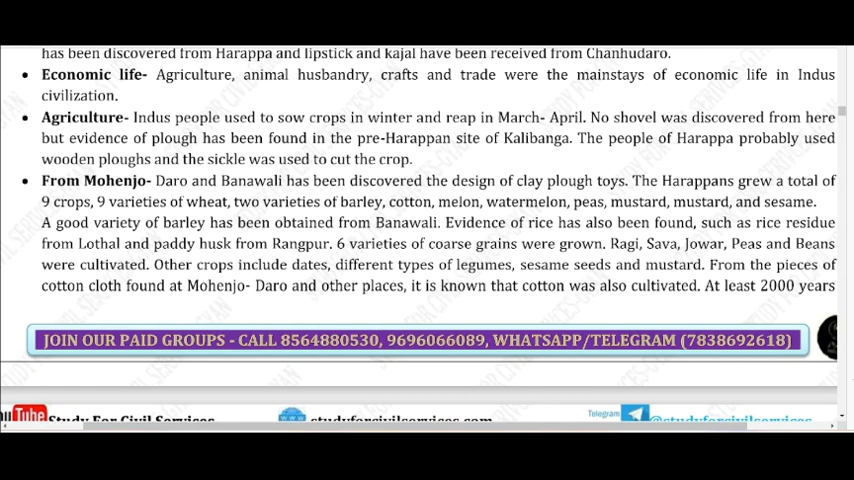 has been discovered from Harappa and lipstick and kajal have been received from Chanhudaro.
• Economic life- Agriculture, animal husbandry, crafts and trade were the mainstays of economic life in Indus
civilization.
• Agriculture- Indus people used to sow crops in winter and reap in March- April. No shovel was discovered from here
but evidence of plough has been found in the pre-Harappan site of Kalibanga. The people of Harappa probably used
wooden ploughs and the sickle was used to cut the crop.
• From Mohenjo- Daro and Banawali has been discovered the design of clay plough toys. The Harappans grew a total of
9 crops, 9 varieties of wheat, two varieties of barley, cotton, melon, watermelon, peas, mustard, mustard, and sesame.
A good variety of barley has been obtained from Banawali. Evidence of rice has also been found, such as rice residue
from Lothal and paddy husk from Rangpur. 6 varieties of coarse grains were grown. Ragi, Sava, Jowar, Peas and Beans
were cultivated. Other crops include dates, different types of legumes, sesame seeds and mustard. From the pieces of
cotton cloth found at Mohenjo- Daro and other places, it is known that cotton was also cultivated. At least 2000 years
JOIN OUR PAID GROUPS - CALL 8564880530, 9696066089, WHATSAPP/TELEGRAM (7838692618)
Study For Civil Services studyforcivilservices.com Telegram @studyforcivilservices